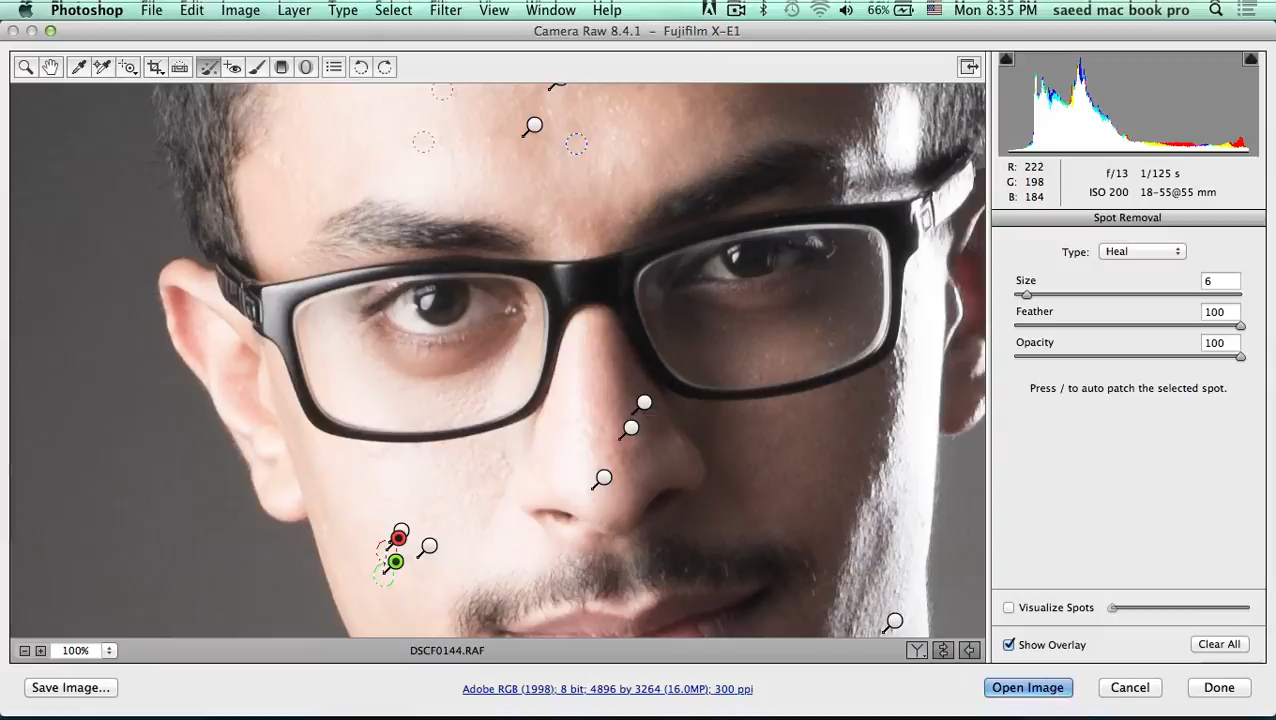 Photoshop File Edit Image Layer Type Select Filter View Window Help 66% Mon 8:35 PM saeed mac book pro
Camera Raw 8.4.1 - Fujifilm X-E1
R: 222
G: 198
B: 184
f/13 1/125 s
ISO 200 18-55@55 mm
Spot Removal
Type: Heal
Size 6
Feather 100
Opacity 100
Press / to auto patch the selected spot.
Visualize Spots
Show Overlay Clear All
100% DSCF0144.RAF Y
Save Image... Adobe RGB (1998); 8 bit; 4896 by 3264 (16.0MP); 300 ppi Open Image Cancel Done